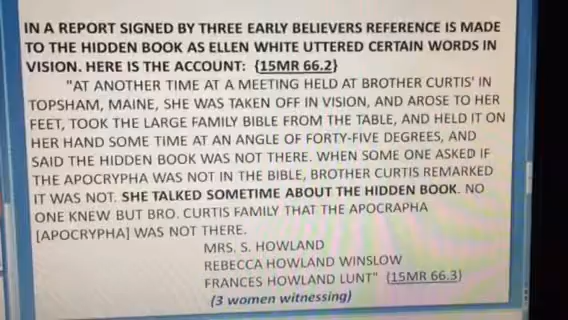 IN A REPORT SIGNED BY THREE EARLY BELIEVERS REFERENCE IS MADE
TO THE HIDDEN BOOK AS ELLEN WHITE UTTERED CERTAIN WORDS IN
VISION. HERE IS THE ACCOUNT: {15MR 66.2}
"AT ANOTHER TIME AT A MEETING HELD AT BROTHER CURTIS' IN
TOPSHAM, MAINE, SHE WAS TAKEN OFF IN VISION, AND AROSE TO HER
FEET, TOOK THE LARGE FAMILY BIBLE FROM THE TABLE, AND HELD IT ON
HER HAND SOME TIME AT AN ANGLE OF FORTY-FIVE DEGREES, AND
SAID THE HIDDEN BOOK WAS NOT THERE. WHEN SOME ONE ASKED IF
THE APOCRYPHA WAS NOT IN THE BIBLE, BROTHER CURTIS REMARKED
IT WAS NOT. SHE TALKED SOMETIME ABOUT THE HIDDEN BOOK. NO
ONE KNEW BUT BRO. CURTIS FAMILY THAT THE APOCRAPHA
[APOCRYPHA] WAS NOT THERE.
MRS. S. HOWLAND
REBECCA HOWLAND WINSLOW
FRANCES HOWLAND LUNT" {15MR 66.3}
(3 women witnessing)